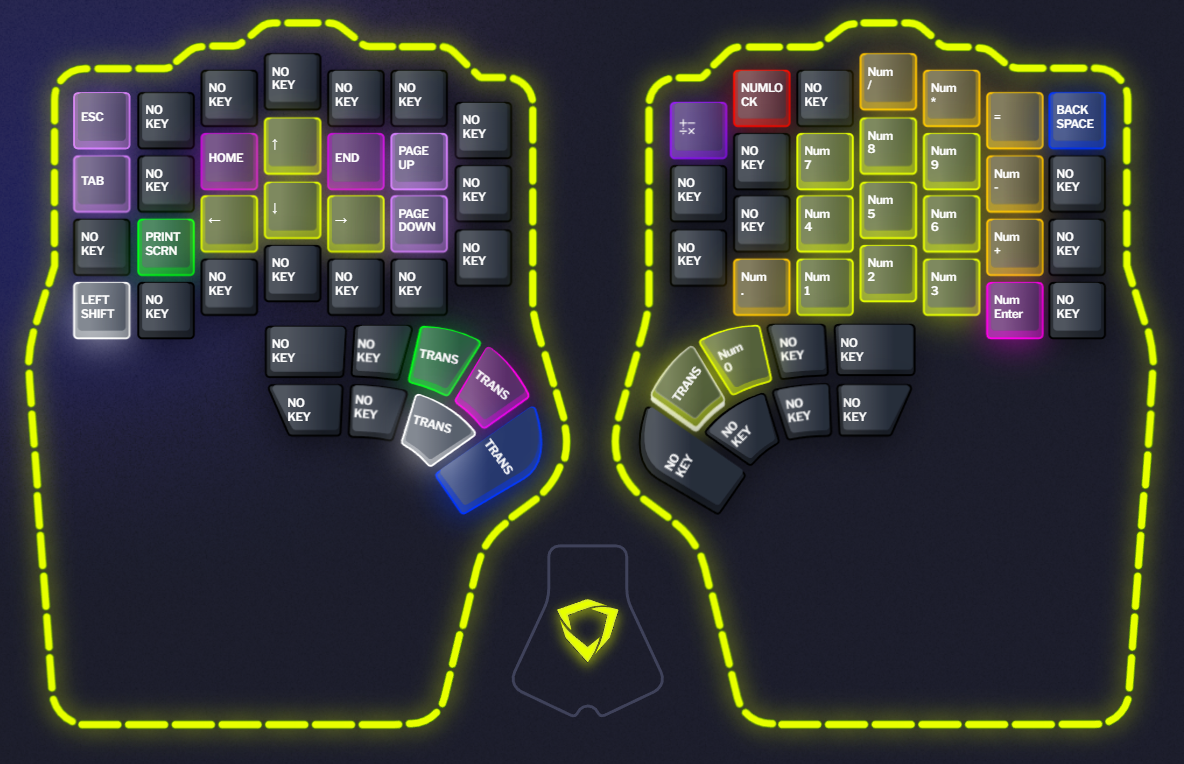 ESC
NO
KEY
NO
KEY
NO
KEY
NO
KEY
NO
KEY
NO
KEY
TAB
NO
KEY
HOME
↑
END
PAGE
UP
NO
KEY
NO
KEY
PRINT
SCRN
←
↓
→
PAGE
DOWN
NO
KEY
LEFT
SHIFT
NO
KEY
NO
KEY
NO
KEY
NO
KEY
NO
KEY
NO
KEY
NO
KEY
TRANS
TRANS
NO
KEY
NO
KEY
TRANS
TRANS
+−
÷×
NUMLO
CK
NO
KEY
Num
/
Num
*
=
BACK
SPACE
NO
KEY
NO
KEY
Num
7
Num
8
Num
9
Num
-
NO
KEY
NO
KEY
NO
KEY
Num
4
Num
5
Num
6
Num
+
NO
KEY
Num
.
Num
1
Num
2
Num
3
Num
Enter
NO
KEY
TRANS
Num
0
NO
KEY
NO
KEY
NO
KEY
NO
KEY
NO
KEY
NO
KEY